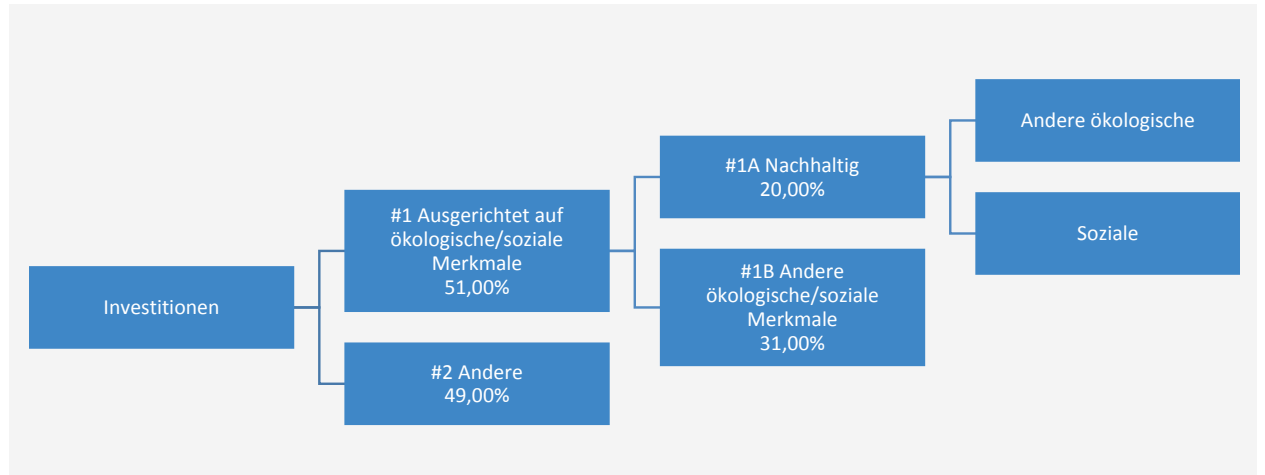 Investitionen
#1 Ausgerichtet auf
ökologische/soziale
Merkmale
51,00%
#2 Andere
49,00%
#1A Nachhaltig
20,00%
#1B Andere
ökologische/soziale
Merkmale
31,00%
Andere ökologische
Soziale